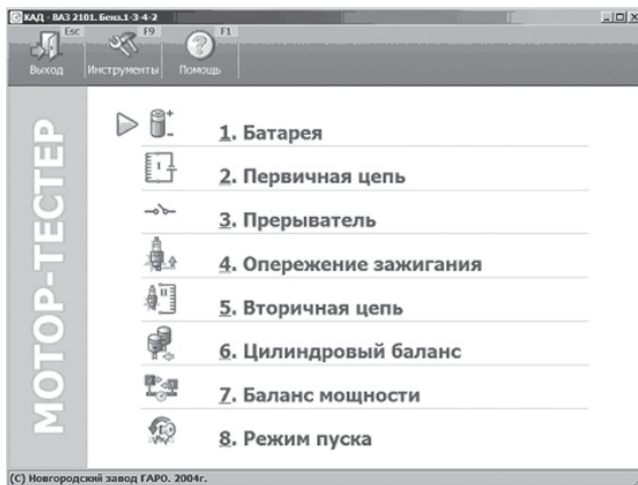 КАД - ВАЗ 2101. Бенз.1-3-4-2
Esc F9 F1
Выход Инструменты Помощь
МОТОР-ТЕСТЕР
1. Батарея
2. Первичная цепь
3. Прерыватель
4. Опережение зажигания
5. Вторичная цепь
6. Цилиндровый баланс
7. Баланс мощности
8. Режим пуска
(C) Новгородский завод ГАРО. 2004г.